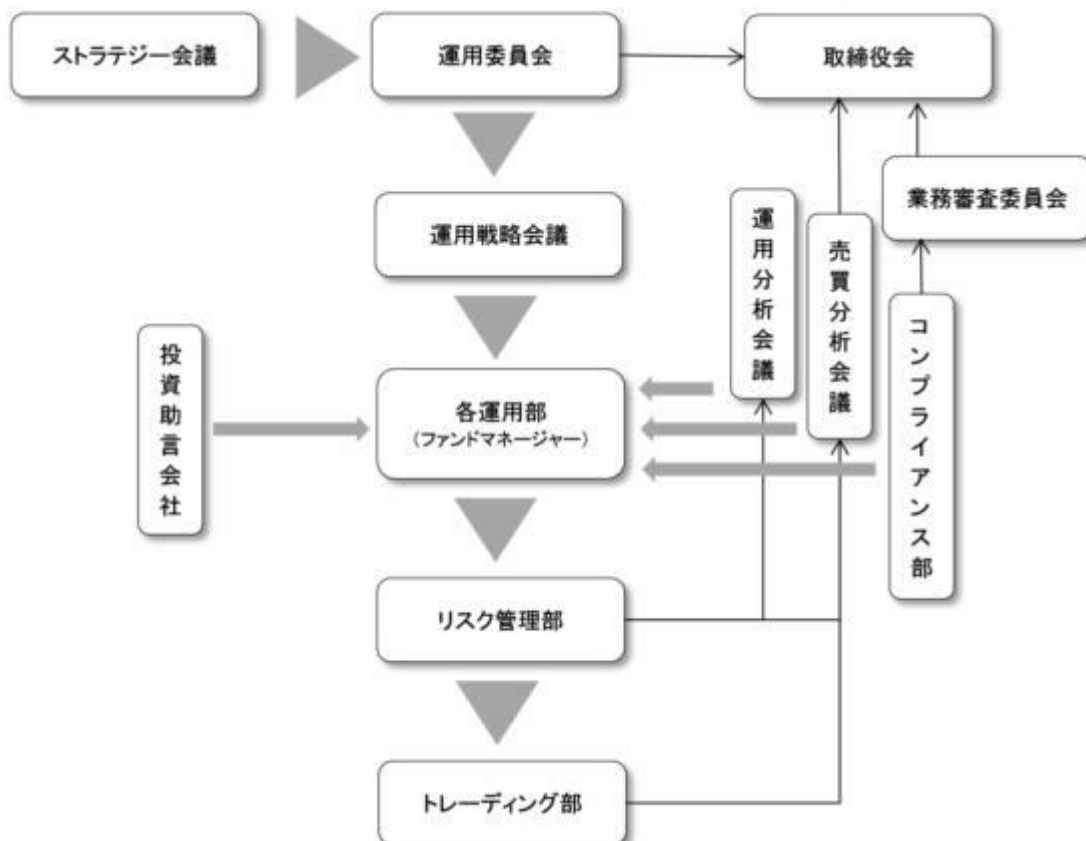 ストラテジー会議
運用委員会
取締役会
業務審査委員会
運用戦略会議
運用分析会議
売買分析会議
コンプライアンス部
投資助言会社
各運用部
(ファンドマネージャー)
リスク管理部
トレーディング部